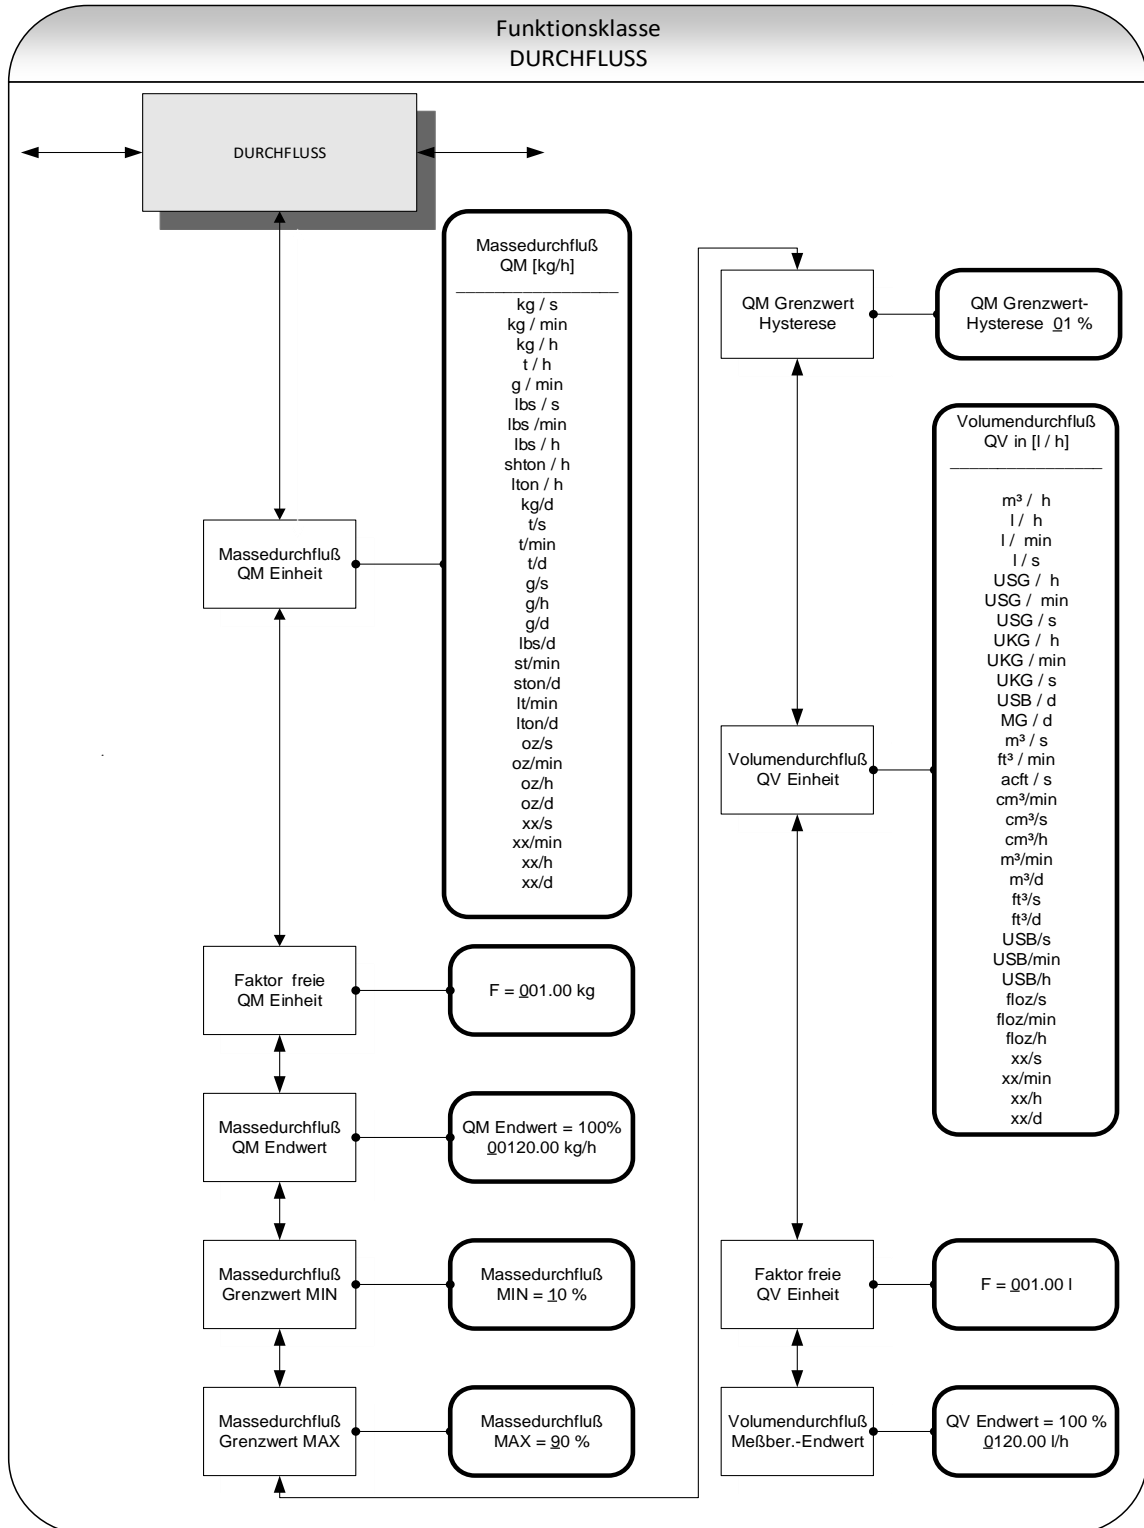 Funktionsklasse
DURCHFLUSS
DURCHFLUSS
Massedurchfluß
QM [kg/h]
kg / s
kg / min
kg / h
t / h
g / min
lbs / s
lbs /min
lbs / h
shton / h
lton / h
kg/d
t/s
t/min
t/d
g/s
g/h
g/d
lbs/d
st/min
ston/d
lt/min
lton/d
oz/s
oz/min
oz/h
oz/d
xx/s
xx/min
xx/h
xx/d
Massedurchfluß
QM Einheit
Faktor freie
QM Einheit
F = 001.00 kg
Massedurchfluß
QM Endwert
QM Endwert = 100%
00120.00 kg/h
Massedurchfluß
Grenzwert MIN
Massedurchfluß
MIN = 10 %
Massedurchfluß
Grenzwert MAX
Massedurchfluß
MAX = 90 %
QM Grenzwert
Hysterese
QM Grenzwert-
Hysterese 01 %
Volumendurchfluß
QV Einheit
Volumendurchfluß
QV in [l / h]
m³ / h
l / h
l / min
l / s
USG / h
USG / min
USG / s
UKG / h
UKG / min
UKG / s
USB / d
MG / d
m³ / s
ft³ / min
acft / s
cm³/min
cm³/s
cm³/h
m³/min
m³/d
ft³/s
ft³/d
USB/s
USB/min
USB/h
floz/s
floz/min
floz/h
xx/s
xx/min
xx/h
xx/d
Faktor freie
QV Einheit
F = 001.00 l
Volumendurchfluß
Meßber.-Endwert
QV Endwert = 100 %
0120.00 l/h